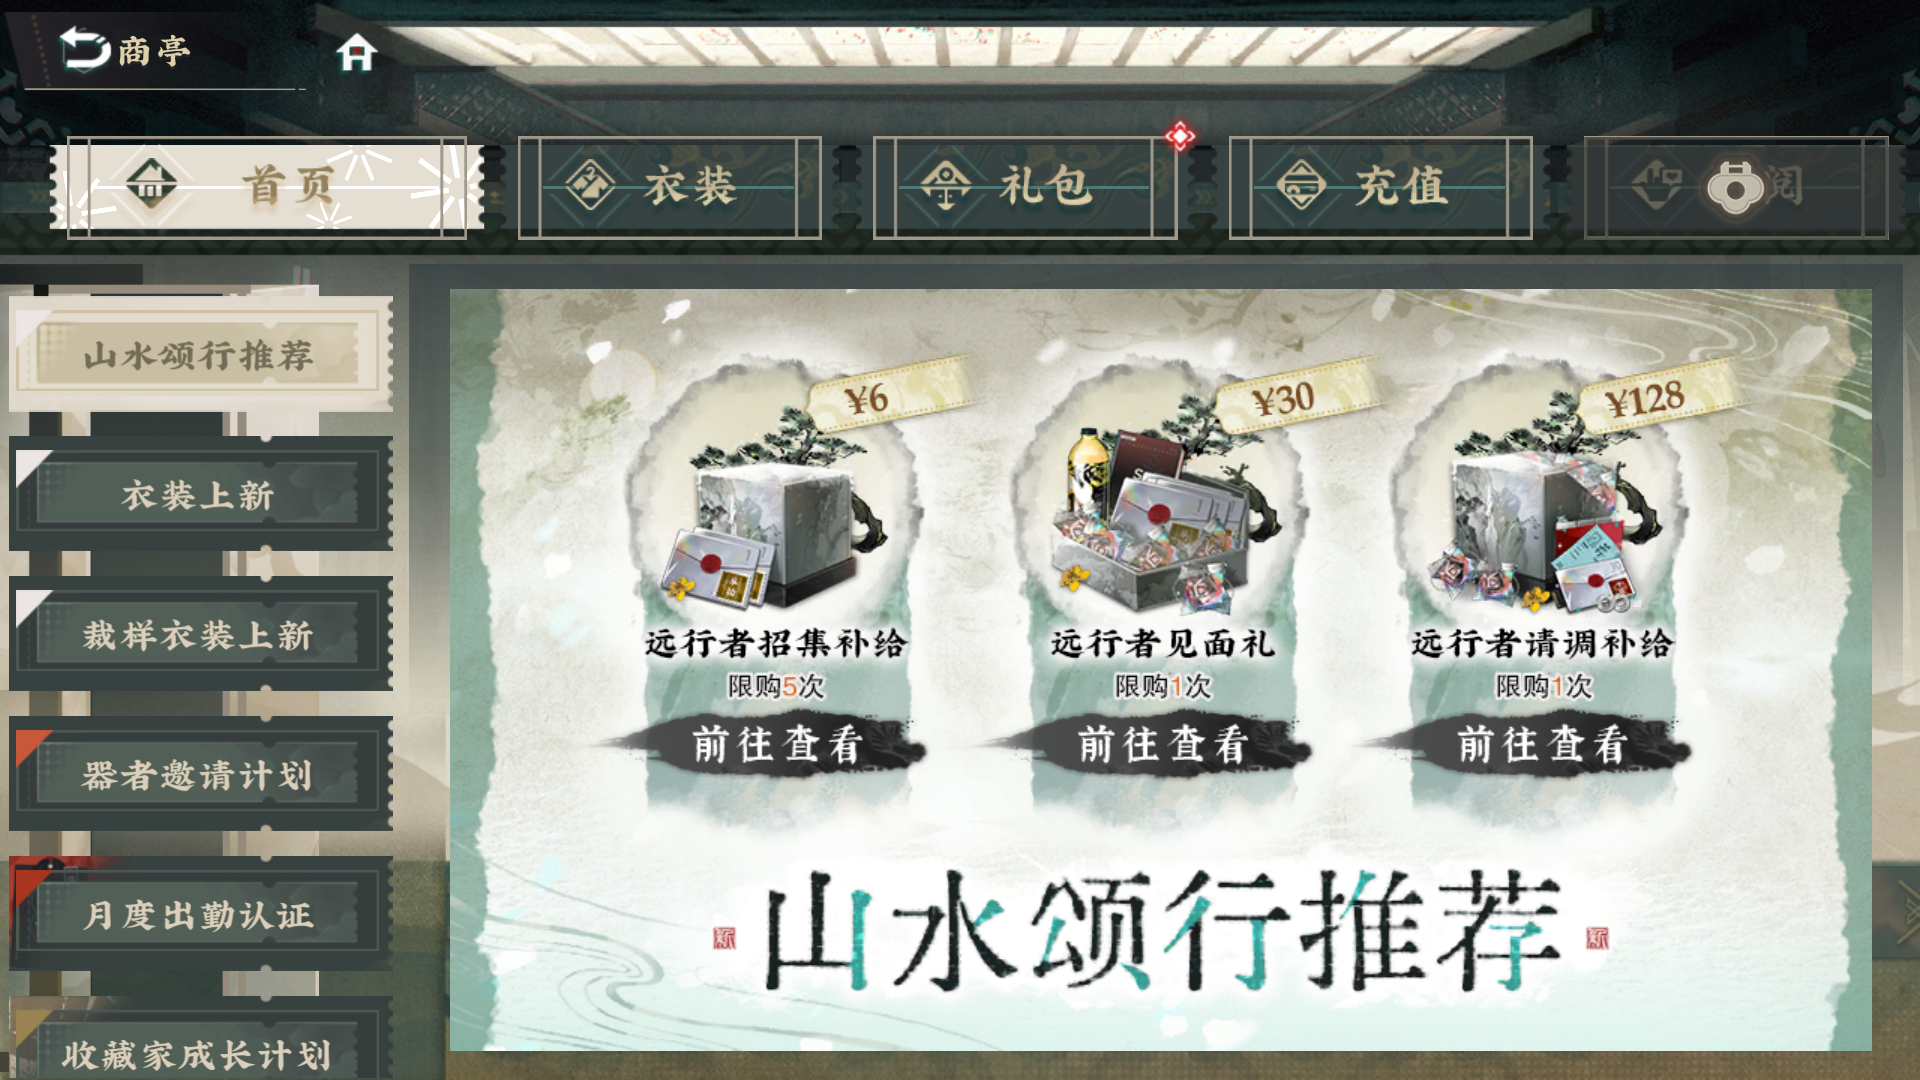 商亭
首页
衣装
礼包
充值
阅
山水颂行推荐
衣装上新
裁样衣装上新
器者邀请计划
月度出勤认证
收藏家成长计划
¥6
¥30
¥128
远行者招集补给
远行者见面礼
远行者请调补给
限购5次
限购1次
限购1次
前往查看
前往查看
前往查看
山水颂行推荐